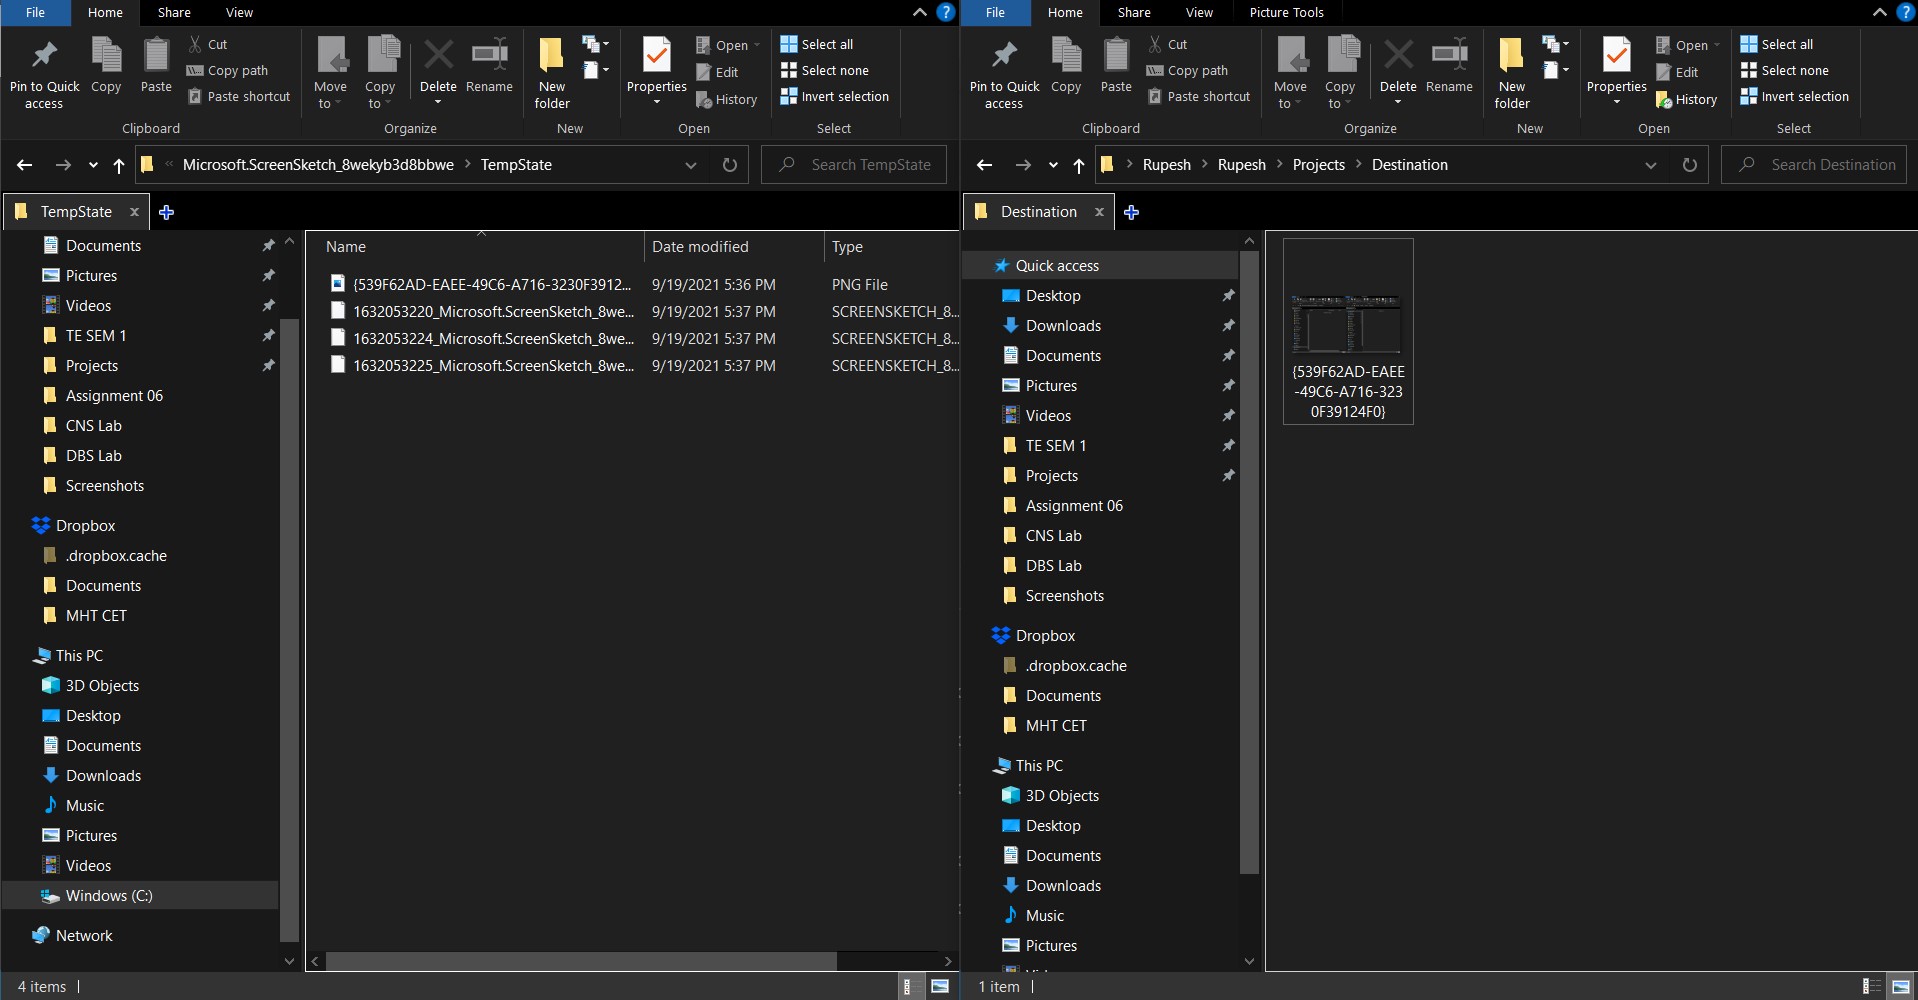 File Home Share View
Pin to Quick access
Copy
Paste
Cut
Copy path
Paste shortcut
Clipboard
Move to
Copy to
Delete
Rename
Organize
New folder
New
Properties
Open
Edit
History
Open
Select all
Select none
Invert selection
Select
« Microsoft.ScreenSketch_8wekyb3d8bbwe > TempState
Search TempState
TempState x
Documents
Pictures
Videos
TE SEM 1
Projects
Assignment 06
CNS Lab
DBS Lab
Screenshots
Dropbox
.dropbox.cache
Documents
MHT CET
This PC
3D Objects
Desktop
Documents
Downloads
Music
Pictures
Videos
Windows (C:)
Network
Name Date modified Type
{539F62AD-EAEE-49C6-A716-3230F3912... 9/19/2021 5:36 PM PNG File
1632053220_Microsoft.ScreenSketch_8we... 9/19/2021 5:37 PM SCREENSKETCH_8...
1632053224_Microsoft.ScreenSketch_8we... 9/19/2021 5:37 PM SCREENSKETCH_8...
1632053225_Microsoft.ScreenSketch_8we... 9/19/2021 5:37 PM SCREENSKETCH_8...
4 items
File Home Share View Picture Tools
Pin to Quick access
Copy
Paste
Cut
Copy path
Paste shortcut
Clipboard
Move to
Copy to
Delete
Rename
Organize
New folder
New
Properties
Open
Edit
History
Open
Select all
Select none
Invert selection
Select
> Rupesh > Rupesh > Projects > Destination
Search Destination
Destination x
Quick access
Desktop
Downloads
Documents
Pictures
Videos
TE SEM 1
Projects
Assignment 06
CNS Lab
DBS Lab
Screenshots
Dropbox
.dropbox.cache
Documents
MHT CET
This PC
3D Objects
Desktop
Documents
Downloads
Music
Pictures
{539F62AD-EAEE
-49C6-A716-323
0F39124F0}
1 item